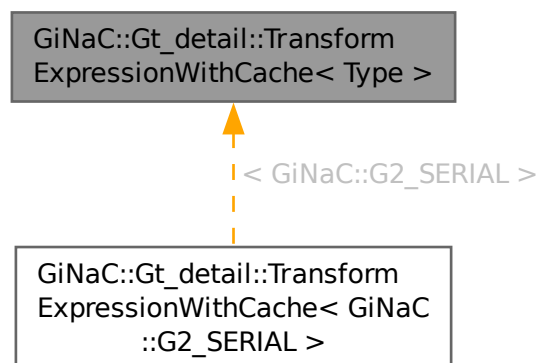 GiNaC::Gt_detail::Transform
ExpressionWithCache< Type >
< GiNaC::G2_SERIAL >
GiNaC::Gt_detail::Transform
ExpressionWithCache< GiNaC
::G2_SERIAL >